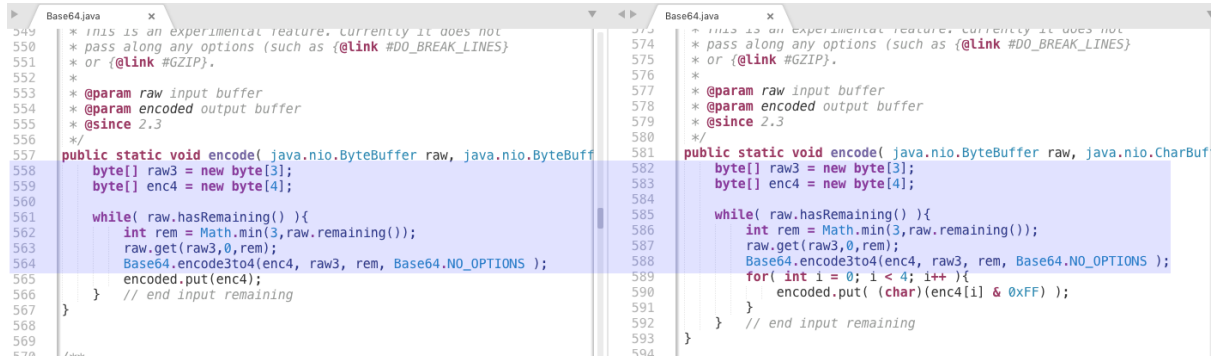 Base64.java ×
549 * This is an experimental feature. Currently it does not
550 * pass along any options (such as {@link #DO_BREAK_LINES}
551 * or {@link #GZIP}.
552 *
553 * @param raw input buffer
554 * @param encoded output buffer
555 * @since 2.3
556 */
557 public static void encode( java.nio.ByteBuffer raw, java.nio.ByteBuff
558 byte[] raw3 = new byte[3];
559 byte[] enc4 = new byte[4];
560
561 while( raw.hasRemaining() ){
562 int rem = Math.min(3,raw.remaining());
563 raw.get(raw3,0,rem);
564 Base64.encode3to4(enc4, raw3, rem, Base64.NO_OPTIONS );
565 encoded.put(enc4);
566 } // end input remaining
567 }
568
569
570 /**
Base64.java ×
573 * This is an experimental feature. Currently it does not
574 * pass along any options (such as {@link #DO_BREAK_LINES}
575 * or {@link #GZIP}.
576 *
577 * @param raw input buffer
578 * @param encoded output buffer
579 * @since 2.3
580 */
581 public static void encode( java.nio.ByteBuffer raw, java.nio.CharBuf
582 byte[] raw3 = new byte[3];
583 byte[] enc4 = new byte[4];
584
585 while( raw.hasRemaining() ){
586 int rem = Math.min(3,raw.remaining());
587 raw.get(raw3,0,rem);
588 Base64.encode3to4(enc4, raw3, rem, Base64.NO_OPTIONS );
589 for( int i = 0; i < 4; i++ ){
590 encoded.put( (char)(enc4[i] & 0xFF) );
591 }
592 } // end input remaining
593 }
594